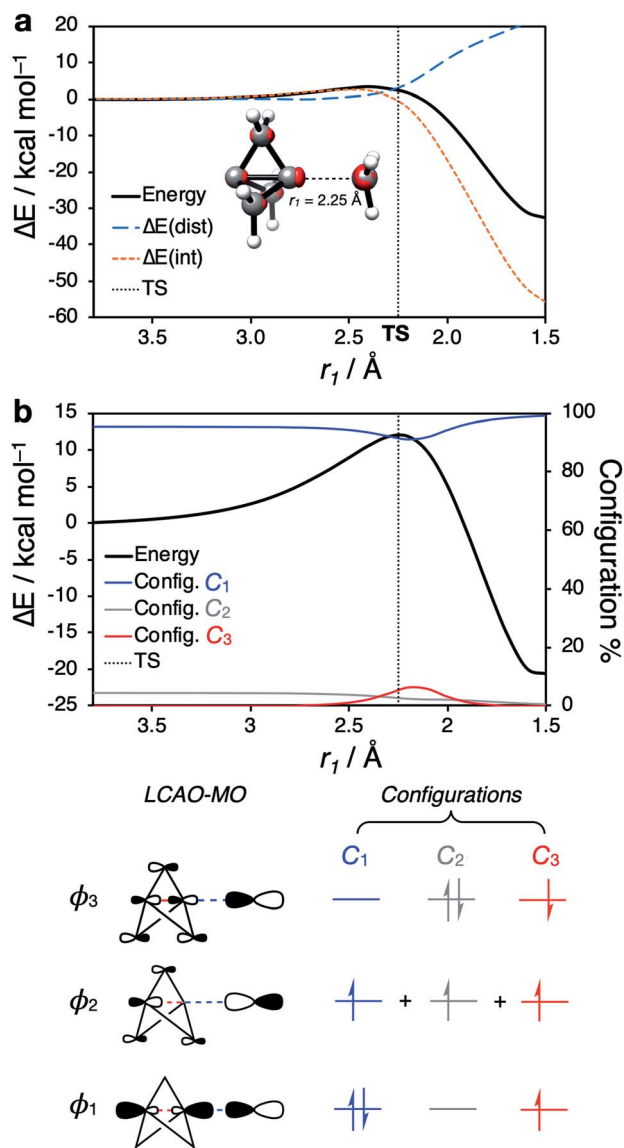 a
ΔE / kcal mol⁻¹
20
10
0
-10
-20
-30
-40
-50
-60
r₁ = 2.25 Å
Energy
ΔE(dist)
ΔE(int)
TS
3.5
3.0
2.5
TS
2.0
1.5
r₁ / Å
b
ΔE / kcal mol⁻¹
15
10
5
0
-5
-10
-15
-20
-25
Energy
Config. C₁
Config. C₂
Config. C₃
TS
100
80
60
40
20
0
Configuration %
3.5
3
2.5
2
1.5
r₁ / Å
LCAO-MO
Configurations
C₁ C₂ C₃
ϕ₃
ϕ₂ + +
ϕ₁